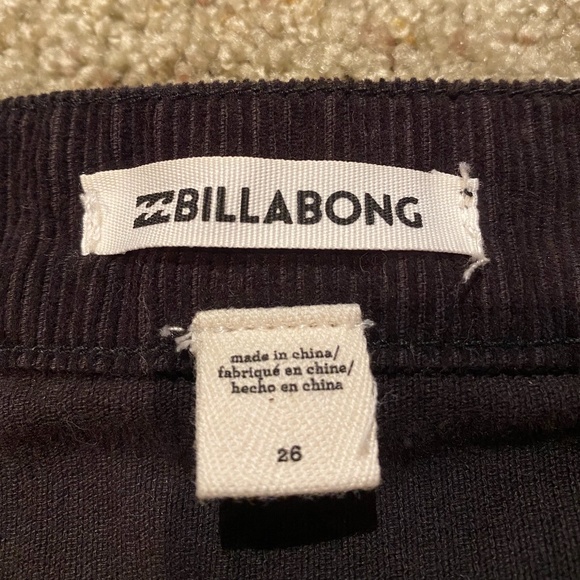 BILLABONG
made in china/
fabriqué en chine/
hecho en china
26